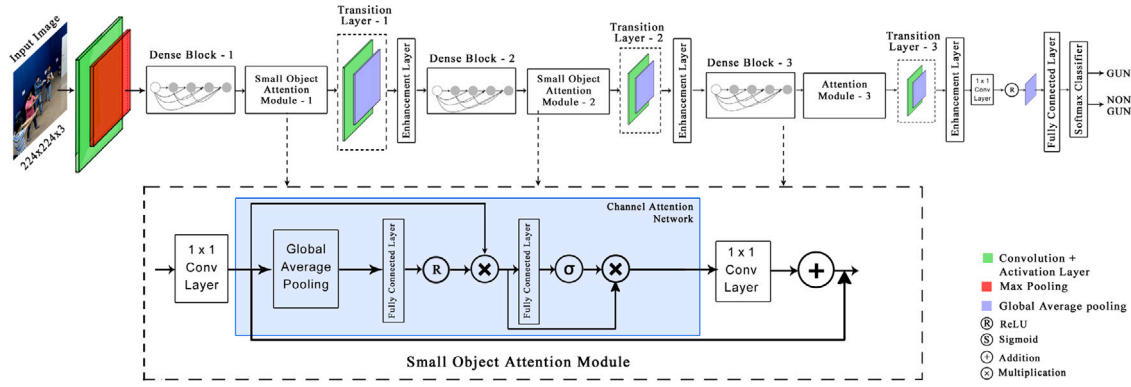 Input Image
224x224x3
Dense Block - 1
Small Object
Attention
Module - 1
Transition
Layer - 1
Enhancement Layer
Dense Block - 2
Small Object
Attention
Module - 2
Transition
Layer - 2
Enhancement Layer
Dense Block - 3
Attention
Module - 3
Transition
Layer - 3
Enhancement Layer
1 x 1
Conv
Layer
R
Fully Connected Layer
Softmax Classifier
GUN
NON
GUN
Channel Attention
Network
1 x 1
Conv
Layer
Global
Average
Pooling
Fully Connected Layer
R
×
Fully Connected Layer
σ
×
1 x 1
Conv
Layer
+
Small Object Attention Module
Convolution +
Activation Layer
Max Pooling
Global Average pooling
R ReLU
S Sigmoid
+ Addition
× Multiplication